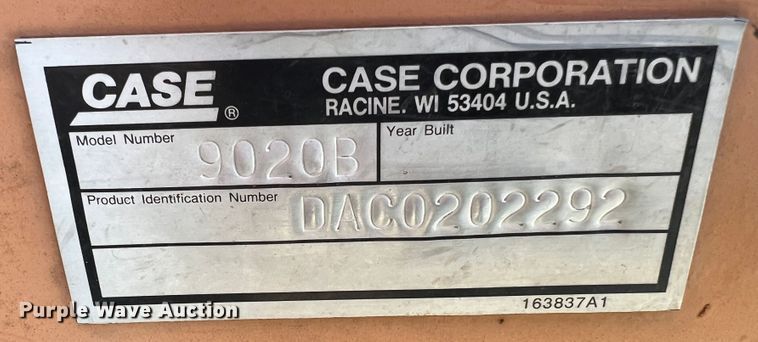 CASE ®
CASE CORPORATION
RACINE, WI 53404 U.S.A.
Model Number 9020B
Year Built
Product Identification Number DAC0202292
163837A1
Purple Wave Auction